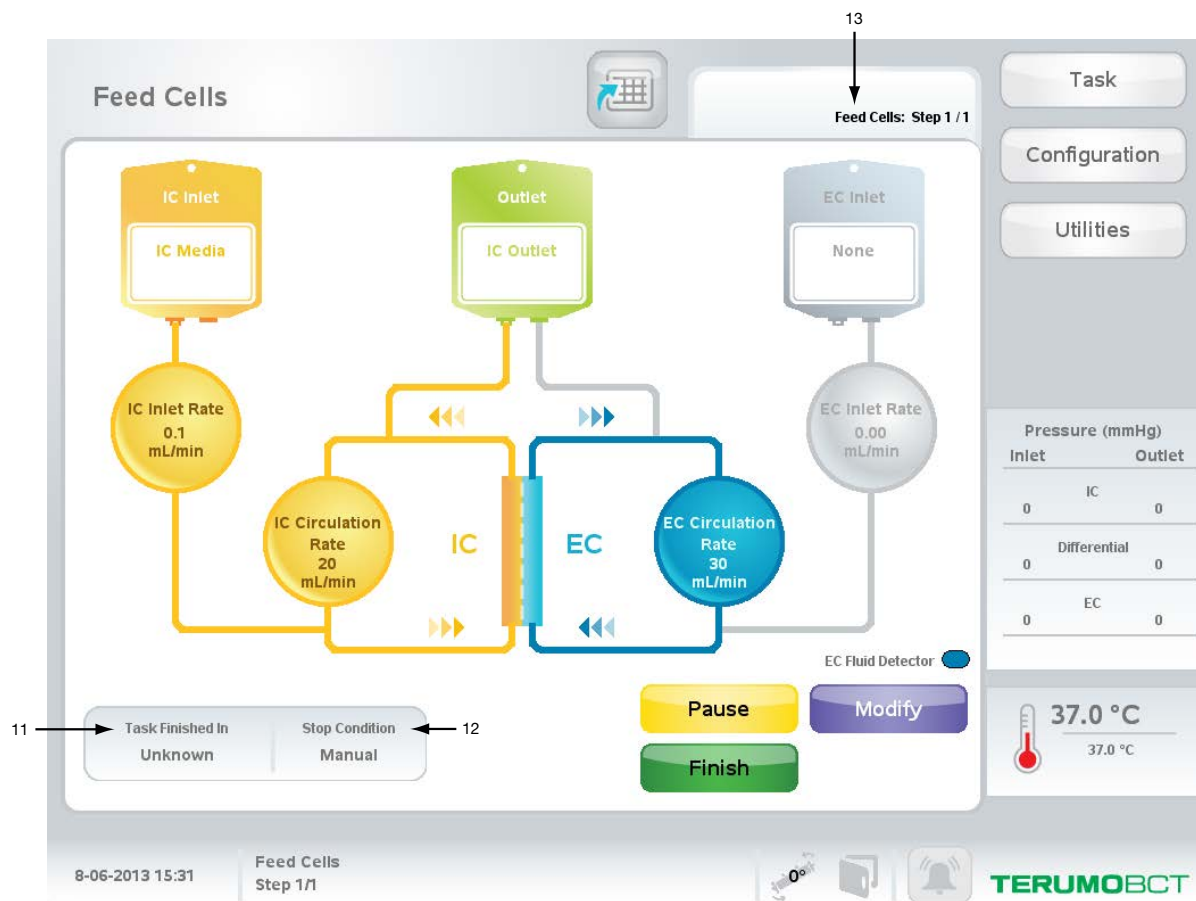 13
Feed Cells
Feed Cells: Step 1 / 1
Task
Configuration
Utilities
IC Inlet
IC Media
Outlet
IC Outlet
EC Inlet
None
IC Inlet Rate
0.1
mL/min
EC Inlet Rate
0.00
mL/min
IC Circulation
Rate
20
mL/min
IC
EC
EC Circulation
Rate
30
mL/min
Pressure (mmHg)
Inlet Outlet
IC
0 0
Differential
0 0
EC
0 0
EC Fluid Detector
11
Task Finished In
Unknown
Stop Condition
Manual
12
Pause
Modify
Finish
37.0 °C
37.0 °C
8-06-2013 15:31
Feed Cells
Step 1/1
0°
TERUMOBCT